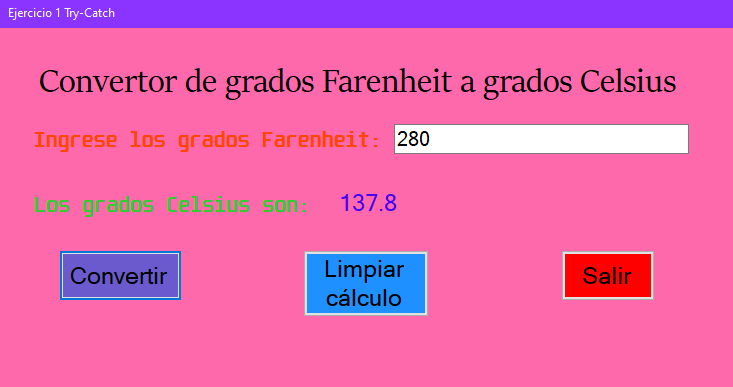 Ejercicio 1 Try-Catch
Convertor de grados Farenheit a grados Celsius
Ingrese los grados Farenheit: 280
Los grados Celsius son: 137.8
Convertir
Limpiar
cálculo
Salir